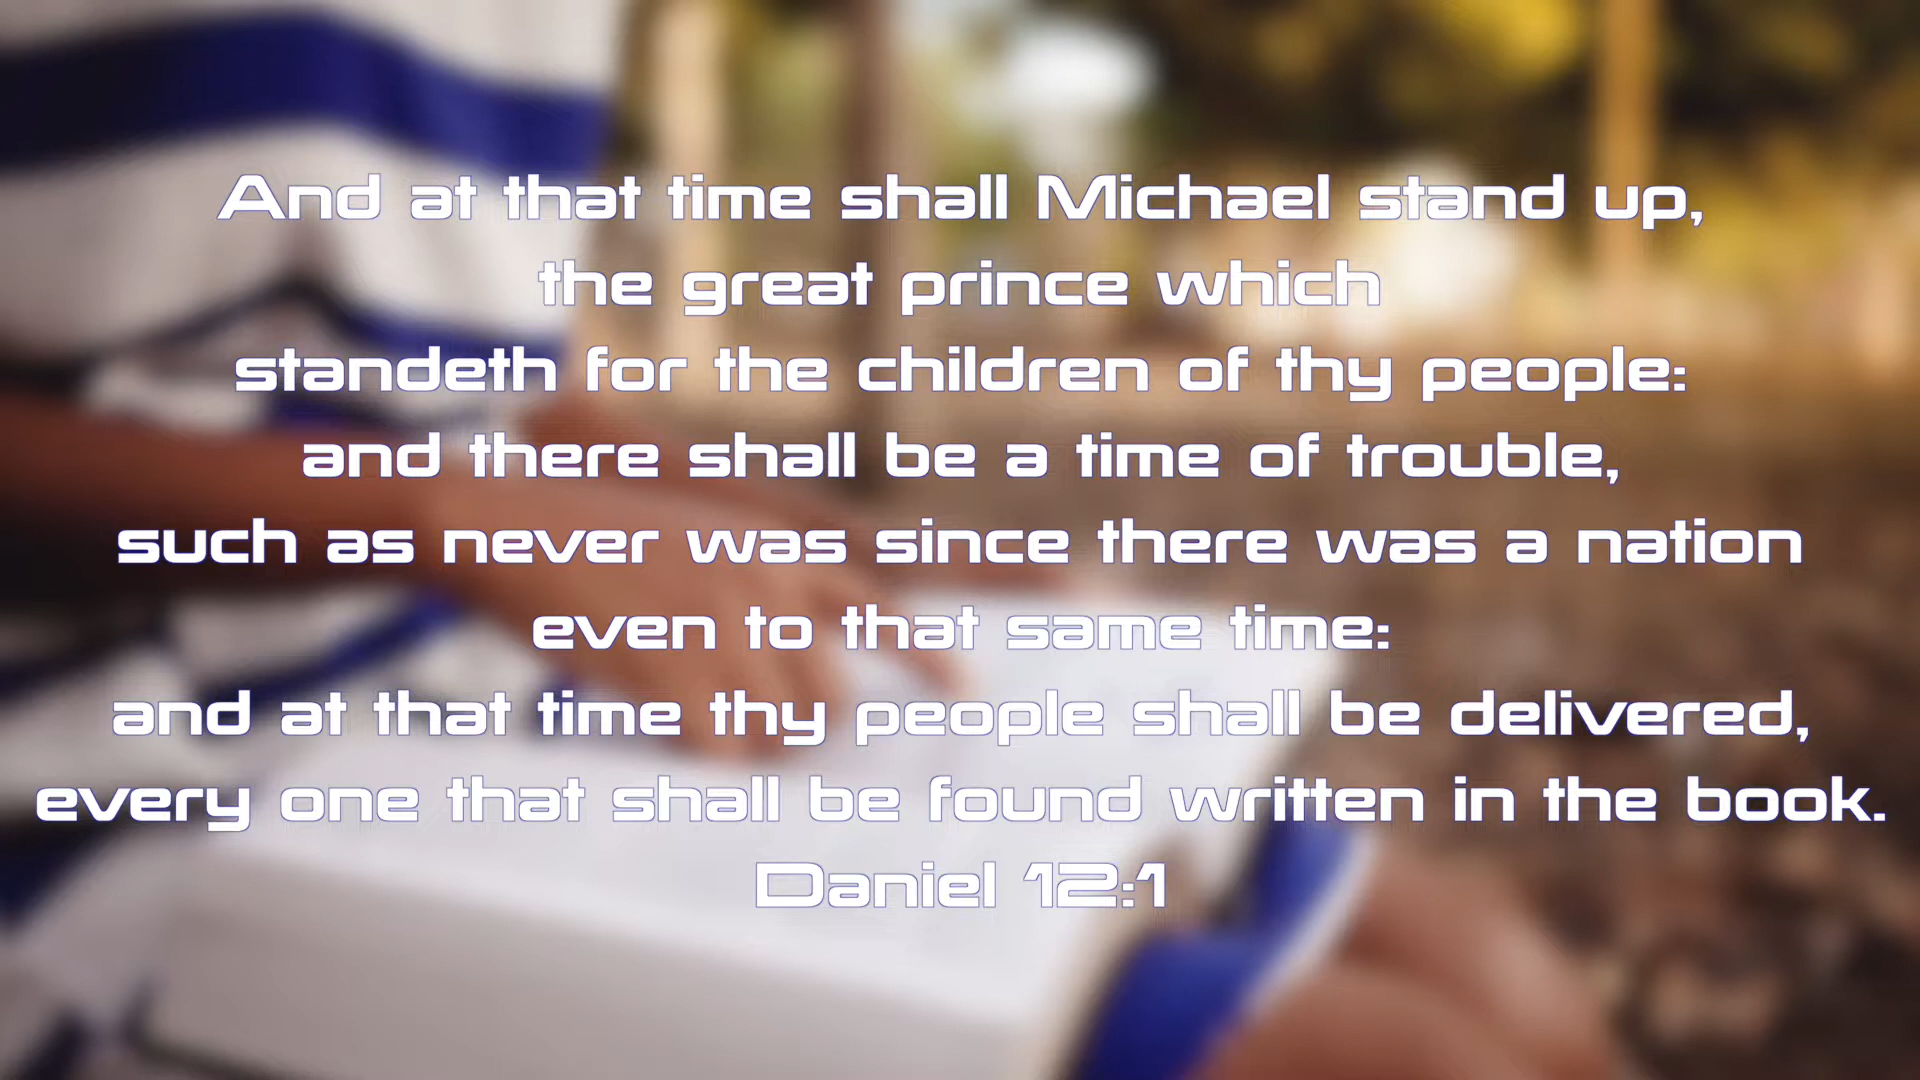 And at that time shall Michael stand up,
the great prince which
standeth for the children of thy people:
and there shall be a time of trouble,
such as never was since there was a nation
even to that same time:
and at that time thy people shall be delivered,
every one that shall be found written in the book.
Daniel 12:1